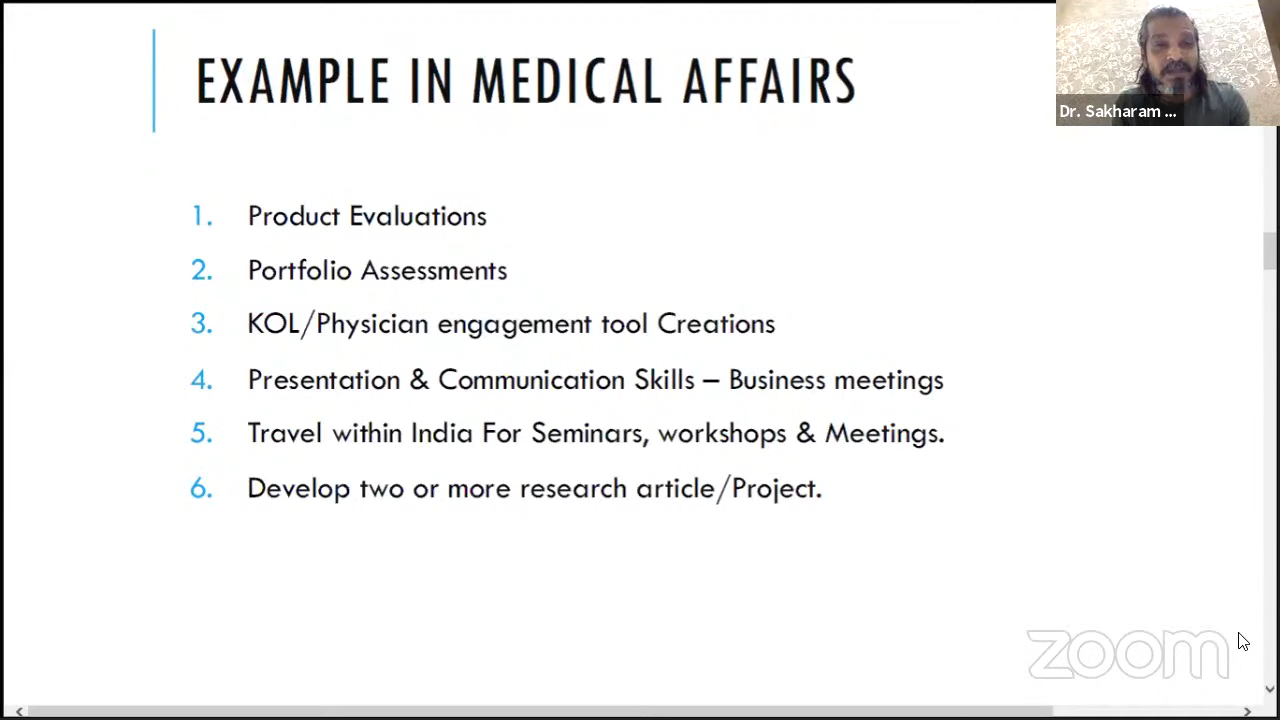 EXAMPLE IN MEDICAL AFFAIRS
Dr. Sakharam ...
1. Product Evaluations
2. Portfolio Assessments
3. KOL/Physician engagement tool Creations
4. Presentation & Communication Skills – Business meetings
5. Travel within India For Seminars, workshops & Meetings.
6. Develop two or more research article/Project.
zoom